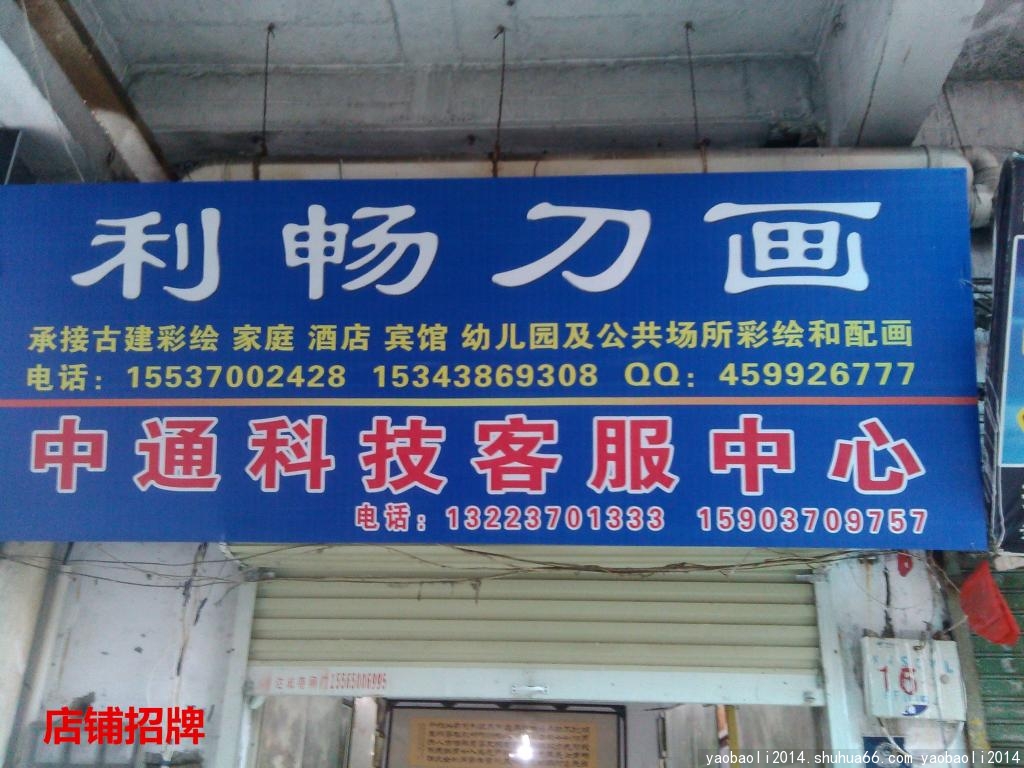 利畅刀画
承接古建彩绘 家庭 酒店 宾馆 幼儿园及公共场所彩绘和配画
电话：15537002428 15343869308 QQ：459926777
中通科技客服中心
电话：13223701333 15903709757
16
店铺招牌
yaobaoli2014.shuhua66.com yaobaoli2014